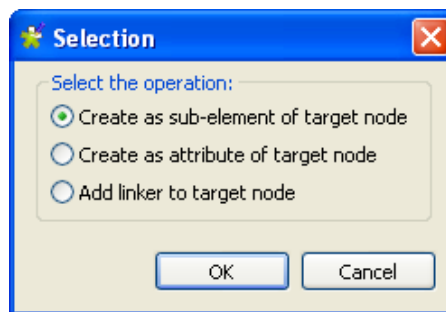 Selection
Select the operation:
Create as sub-element of target node
Create as attribute of target node
Add linker to target node
OK Cancel